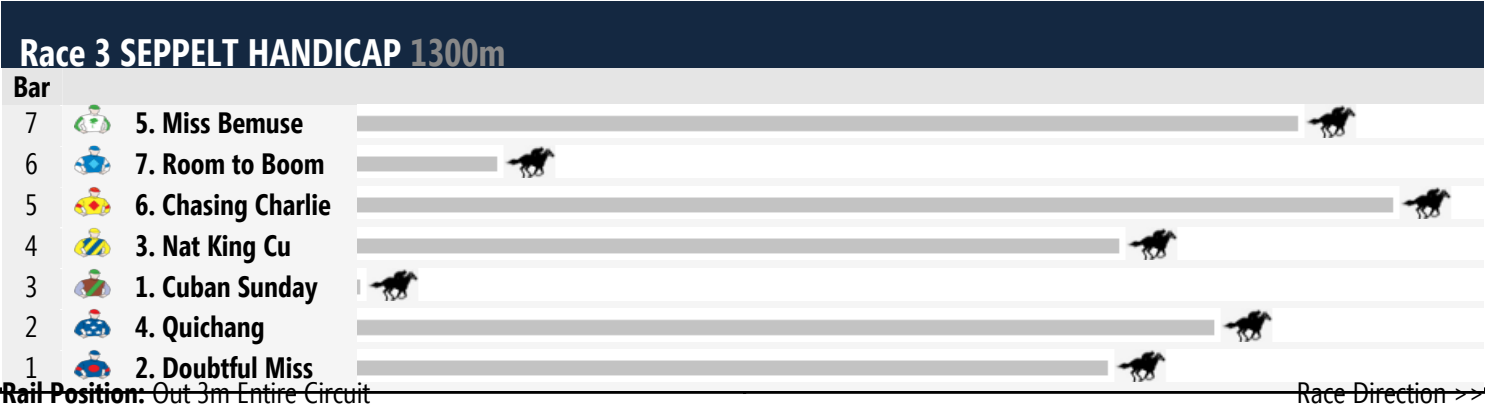 Race 3 SEPPELT HANDICAP 1300m
Bar
7 5. Miss Bemuse
6 7. Room to Boom
5 6. Chasing Charlie
4 3. Nat King Cu
3 1. Cuban Sunday
2 4. Quichang
1 2. Doubtful Miss
Rail Position: Out 3m Entire Circuit Race Direction >>